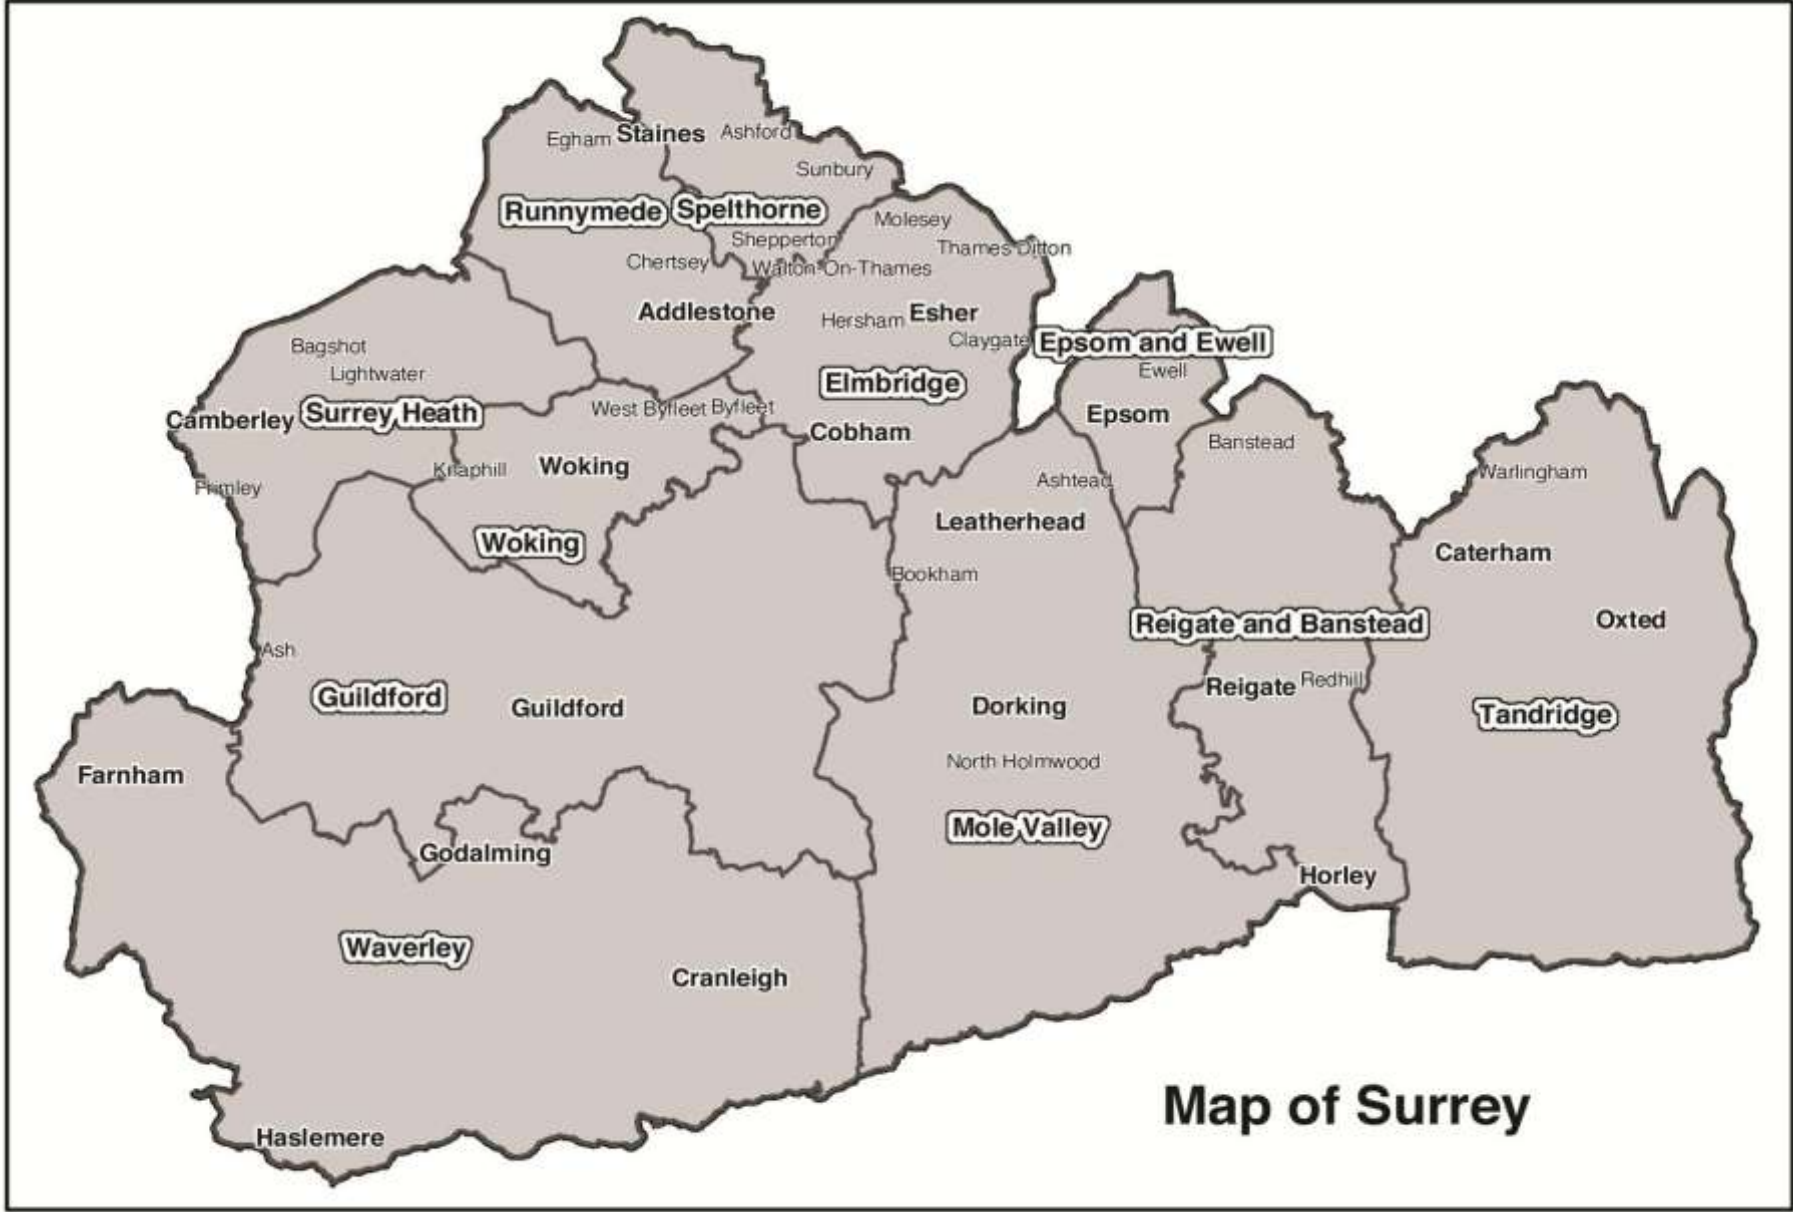 Egham
Staines
Ashford
Sunbury
Runnymede
Spelthorne
Molesey
Shepperton
Thames Ditton
Chertsey
Walton-On-Thames
Addlestone
Hersham
Esher
Claygate
Epsom and Ewell
Bagshot
Lightwater
Ewell
Elmbridge
Camberley
Surrey Heath
West Byfleet
Byfleet
Epsom
Cobham
Banstead
Knaphill
Woking
Warlingham
Frimley
Ashtead
Leatherhead
Woking
Caterham
Bookham
Oxted
Reigate and Banstead
Ash
Guildford
Guildford
Dorking
Reigate
Redhill
Tandridge
North Holmwood
Farnham
Mole Valley
Godalming
Horley
Waverley
Cranleigh
Map of Surrey
Haslemere